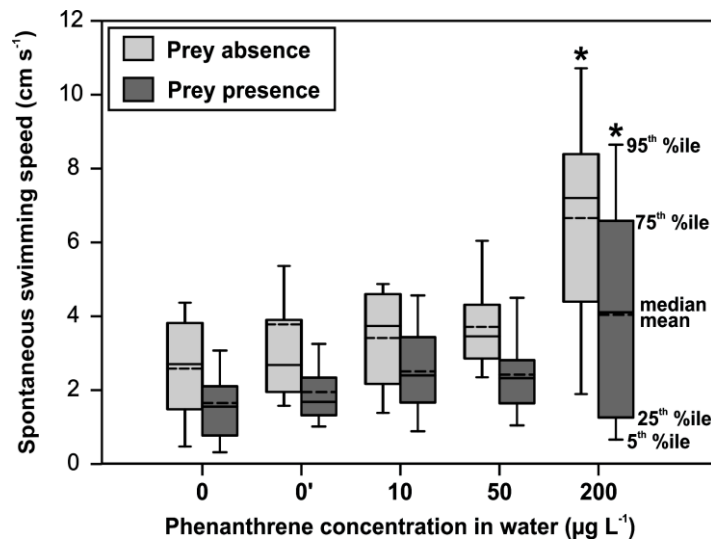 Spontaneous swimming speed (cm s-1)
12
10
8
6
4
2
0
Prey absence
Prey presence
*
*
95th %ile
75th %ile
median
mean
25th %ile
5th %ile
0
0'
10
50
200
Phenanthrene concentration in water (µg L-1)